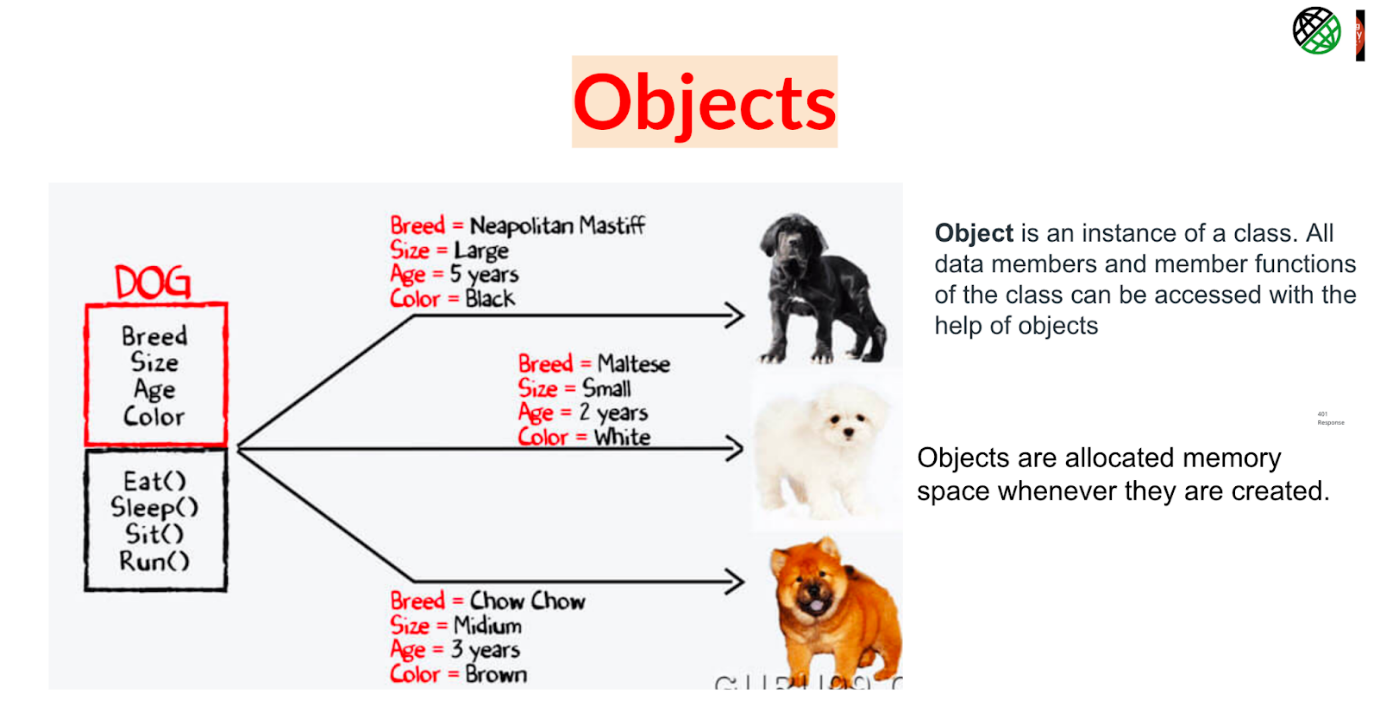 Objects
DOG
Breed
Size
Age
Color
Eat()
Sleep()
Sit()
Run()
Breed = Neapolitan Mastiff
Size = Large
Age = 5 years
Color = Black
Breed = Maltese
Size = Small
Age = 2 years
Color = White
Breed = Chow Chow
Size = Midium
Age = 3 years
Color = Brown
Object is an instance of a class. All
data members and member functions
of the class can be accessed with the
help of objects
401
Response
Objects are allocated memory
space whenever they are created.